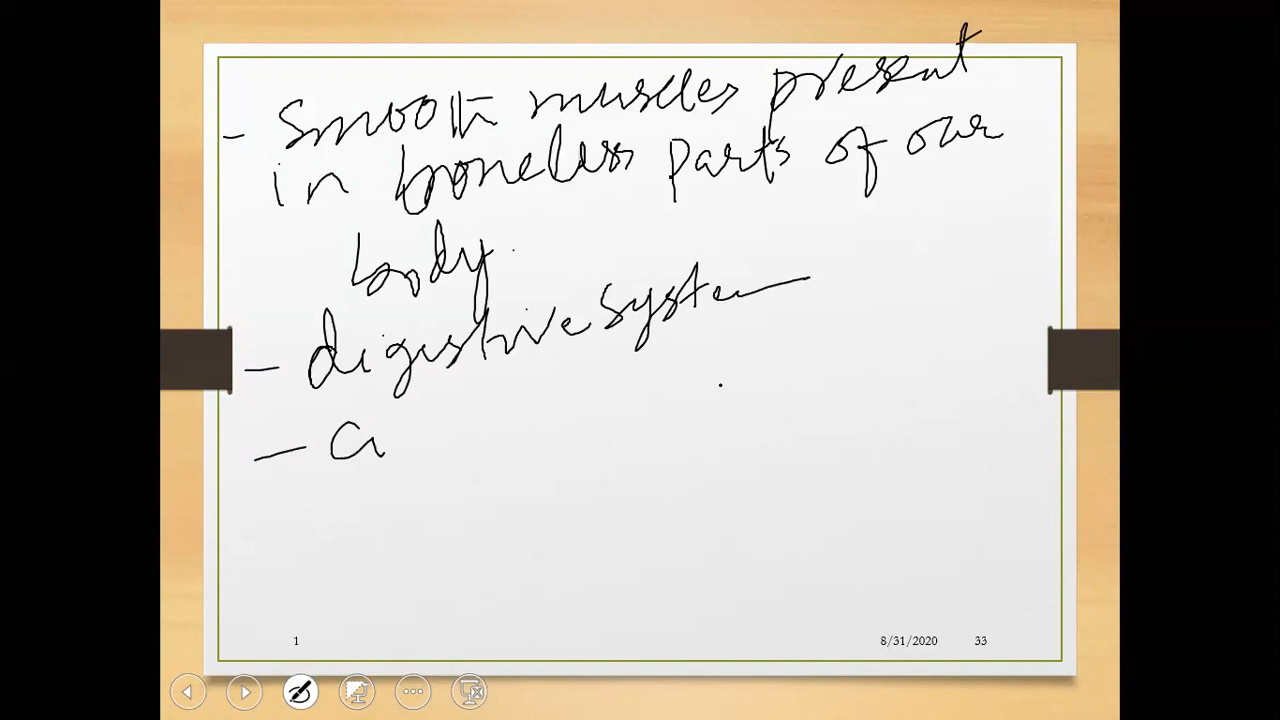 - Smooth muscles present
in boneless parts of our
body.
- digestive system
-
1
8/31/2020 33